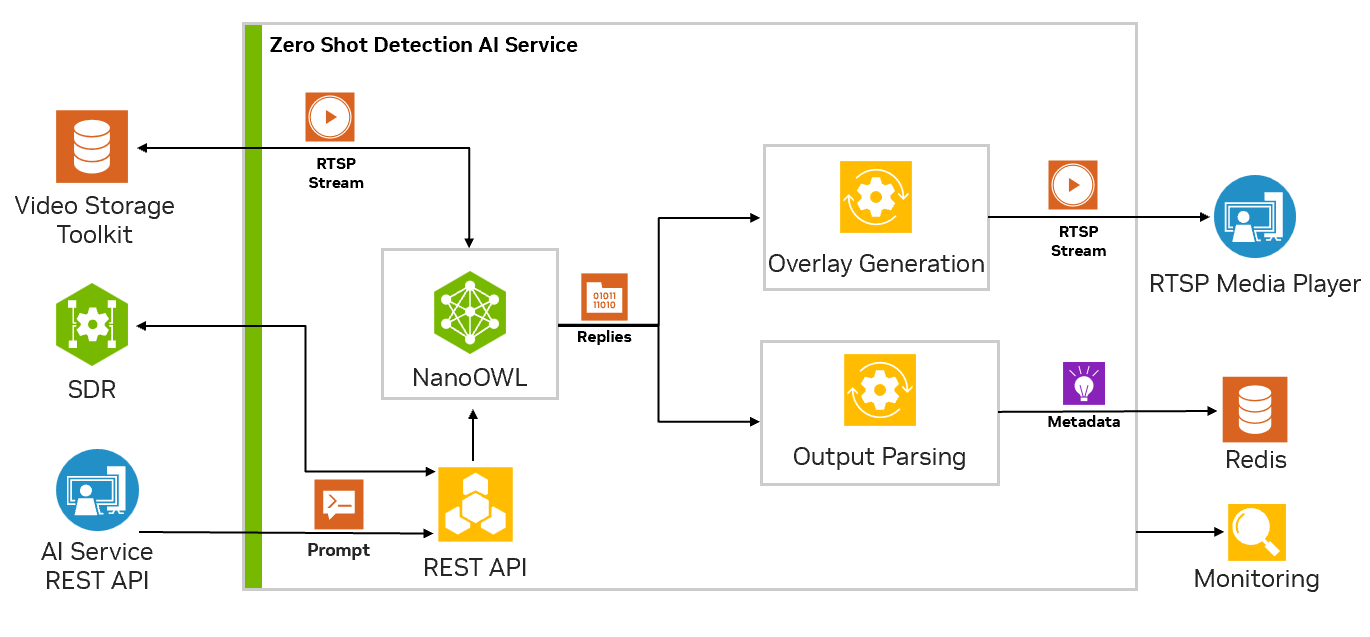 Zero Shot Detection AI Service
RTSP
Stream
Video Storage
Toolkit
SDR
AI Service
REST API
Prompt
REST API
NanoOWL
01011
11010
Replies
Overlay Generation
Output Parsing
RTSP
Stream
Metadata
RTSP Media Player
Redis
Monitoring